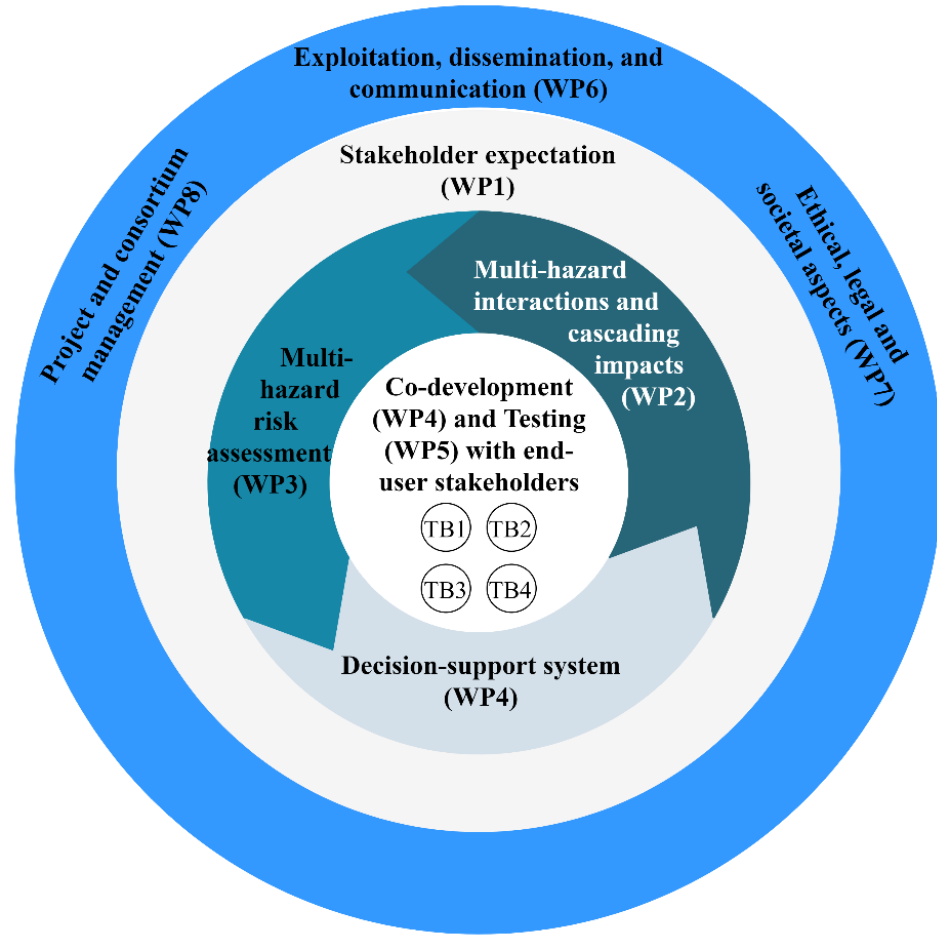 Exploitation, dissemination, and
communication (WP6)
Stakeholder expectation
(WP1)
Project and consortium
management (WP8)
Ethical, legal and
societal aspects (WP7)
Multi-hazard
interactions and
cascading
impacts
(WP2)
Multi-
hazard
risk
assessment
(WP3)
Co-development
(WP4) and Testing
(WP5) with end-
user stakeholders
TB1 TB2
TB3 TB4
Decision-support system
(WP4)